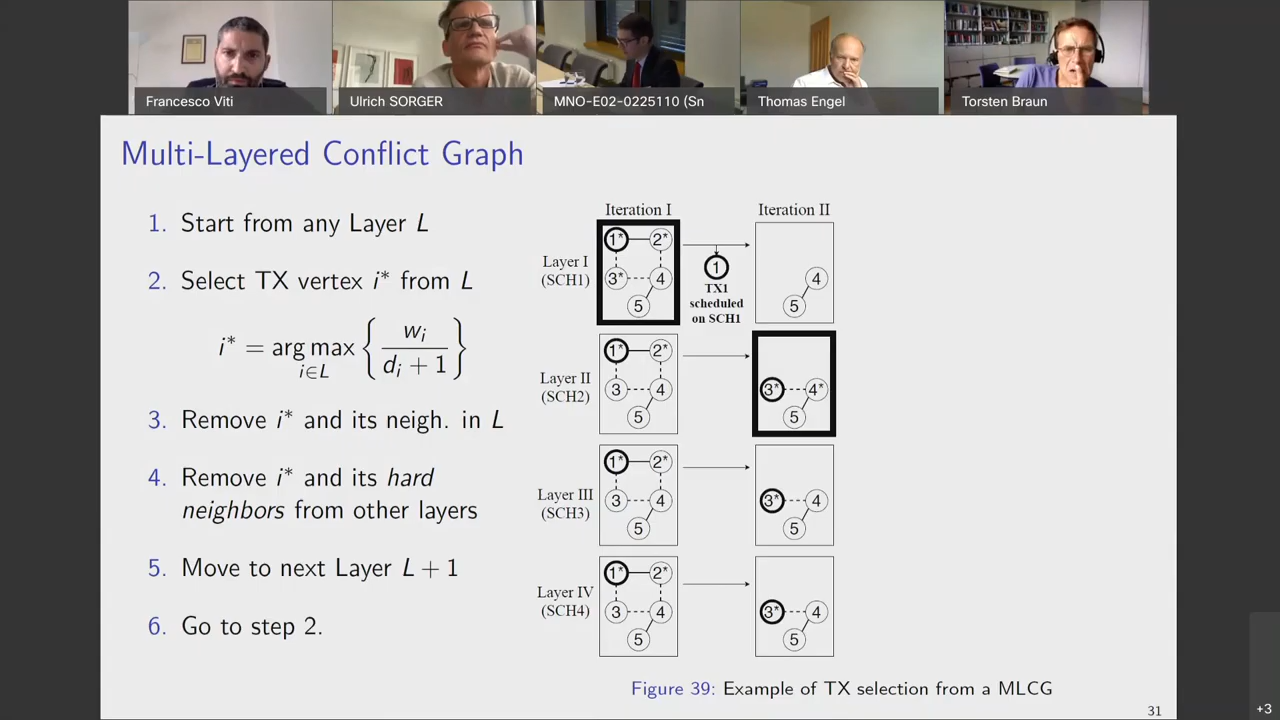 Francesco Viti
Ulrich SORGER
MNO-E02-0225110 (Sn
Thomas Engel
Torsten Braun
Multi-Layered Conflict Graph
1. Start from any Layer L
2. Select TX vertex i* from L
i* = arg max i∈L { w_i / d_i + 1 }
3. Remove i* and its neigh. in L
4. Remove i* and its hard
neighbors from other layers
5. Move to next Layer L + 1
6. Go to step 2.
Iteration I
Iteration II
Layer I
(SCH1)
1* 2*
3* 4
5
1
TX1
scheduled
on SCH1
4
5
Layer II
(SCH2)
1* 2*
3 4
5
3* 4*
5
Layer III
(SCH3)
1* 2*
3 4
5
3* 4
5
Layer IV
(SCH4)
1* 2*
3 4
5
3* 4
5
Figure 39: Example of TX selection from a MLCG
31
+3